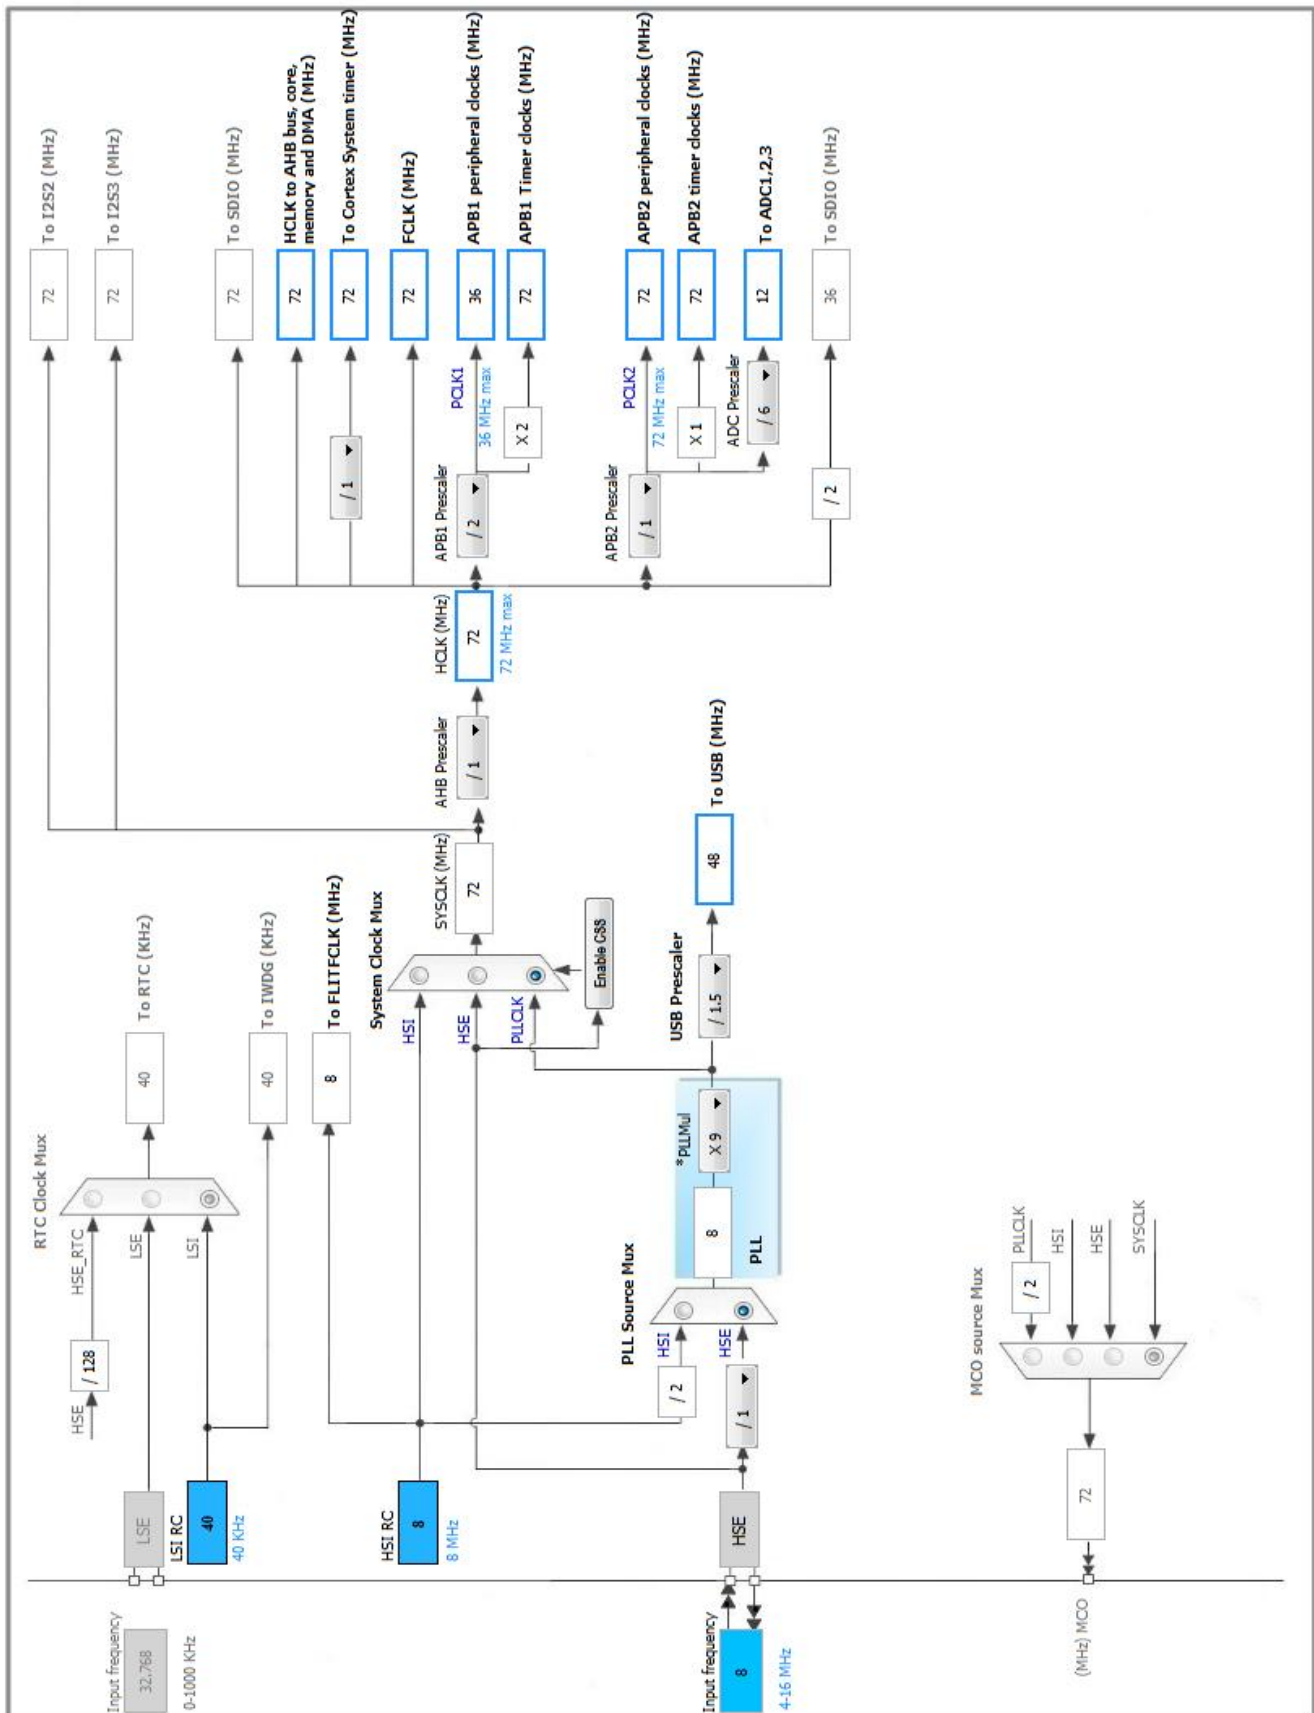 Input frequency
32.768
0-1000 KHz
LSE
LSI RC
40
40 KHz
HSE
/ 128
HSE_RTC
LSE
LSI
RTC Clock Mux
40
To RTC (KHz)
40
To IWDG (KHz)
HSI RC
8
8 MHz
8
To FLITFCLK (MHz)
System Clock Mux
HSI
HSE
PLLCLK
Enable CSS
SYSCLK (MHz)
72
AHB Prescaler
/ 1
HCLK (MHz)
72
72 MHz max
72
To I2S2 (MHz)
72
To I2S3 (MHz)
72
To SDIO (MHz)
72
HCLK to AHB bus, core,
memory and DMA (MHz)
/ 1
72
To Cortex System timer (MHz)
72
FCLK (MHz)
APB1 Prescaler
/ 2
PCLK1
36 MHz max
36
APB1 peripheral clocks (MHz)
X 2
72
APB1 Timer clocks (MHz)
APB2 Prescaler
/ 1
PCLK2
72 MHz max
72
APB2 peripheral clocks (MHz)
X 1
72
APB2 timer clocks (MHz)
ADC Prescaler
/ 6
12
To ADC1,2,3
/ 2
36
To SDIO (MHz)
Input frequency
8
4-16 MHz
HSE
/ 1
/ 2
PLL Source Mux
HSI
HSE
8
*PLLMul
X 9
PLL
USB Prescaler
/ 1.5
48
To USB (MHz)
(MHz) MCO
72
MCO source Mux
/ 2
PLLCLK
HSI
HSE
SYSCLK